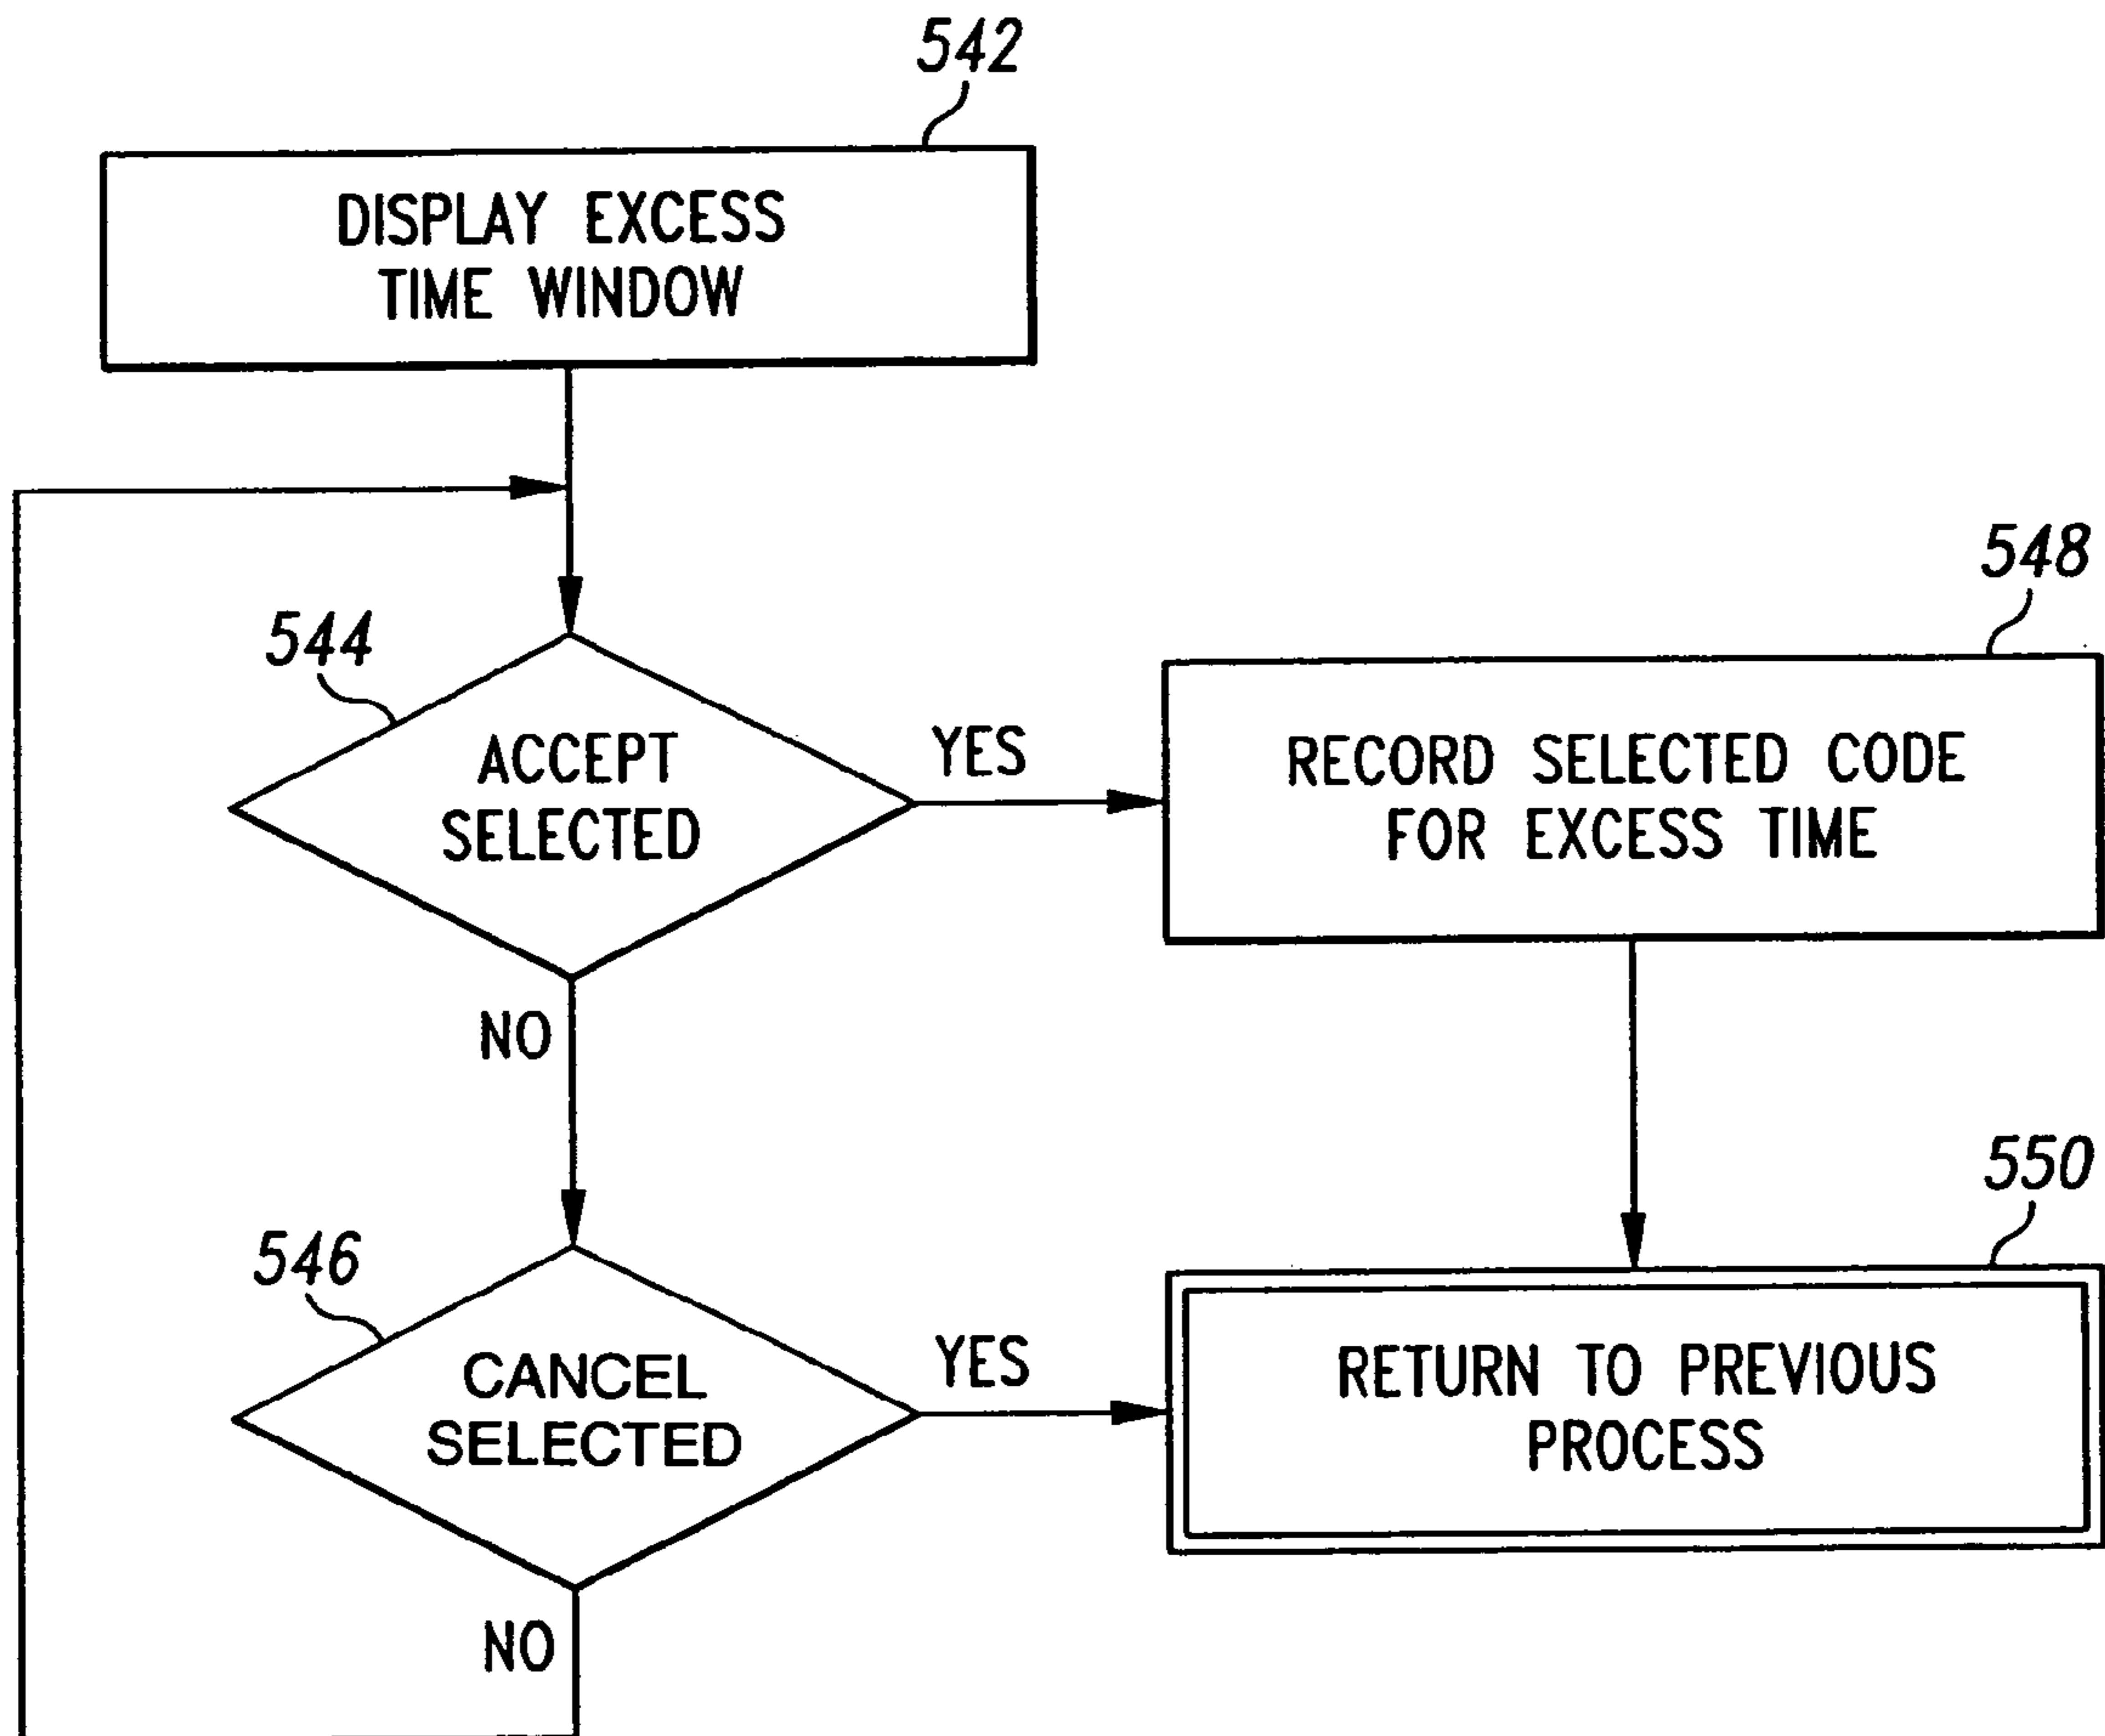 542
DISPLAY EXCESS
TIME WINDOW
544
ACCEPT
SELECTED
YES
NO
548
RECORD SELECTED CODE
FOR EXCESS TIME
546
CANCEL
SELECTED
YES
NO
550
RETURN TO PREVIOUS
PROCESS